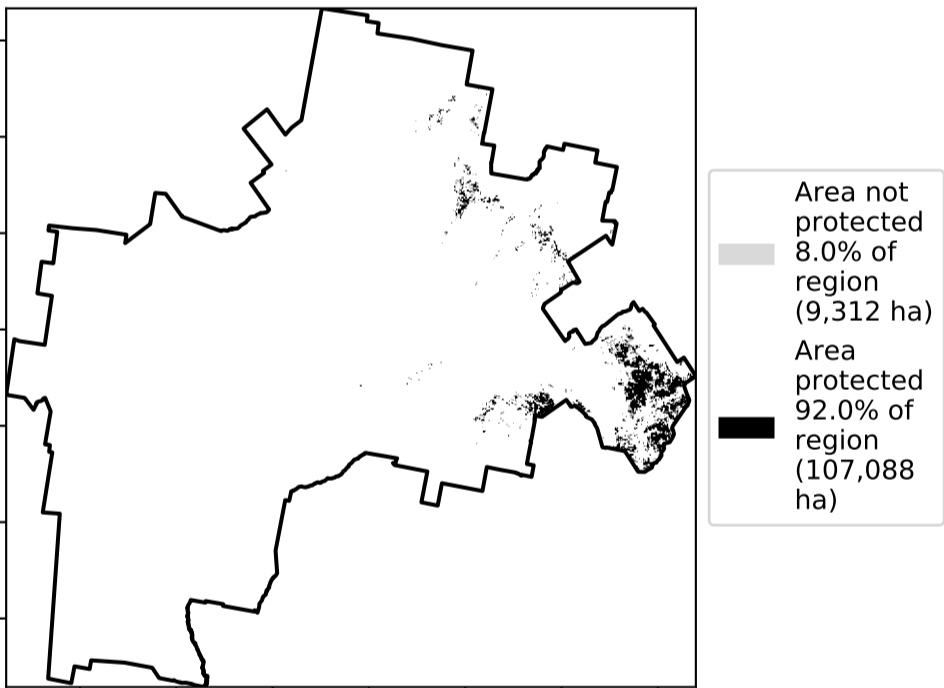 Area not
protected
8.0% of
region
(9,312 ha)
Area
protected
92.0% of
region
(107,088
ha)